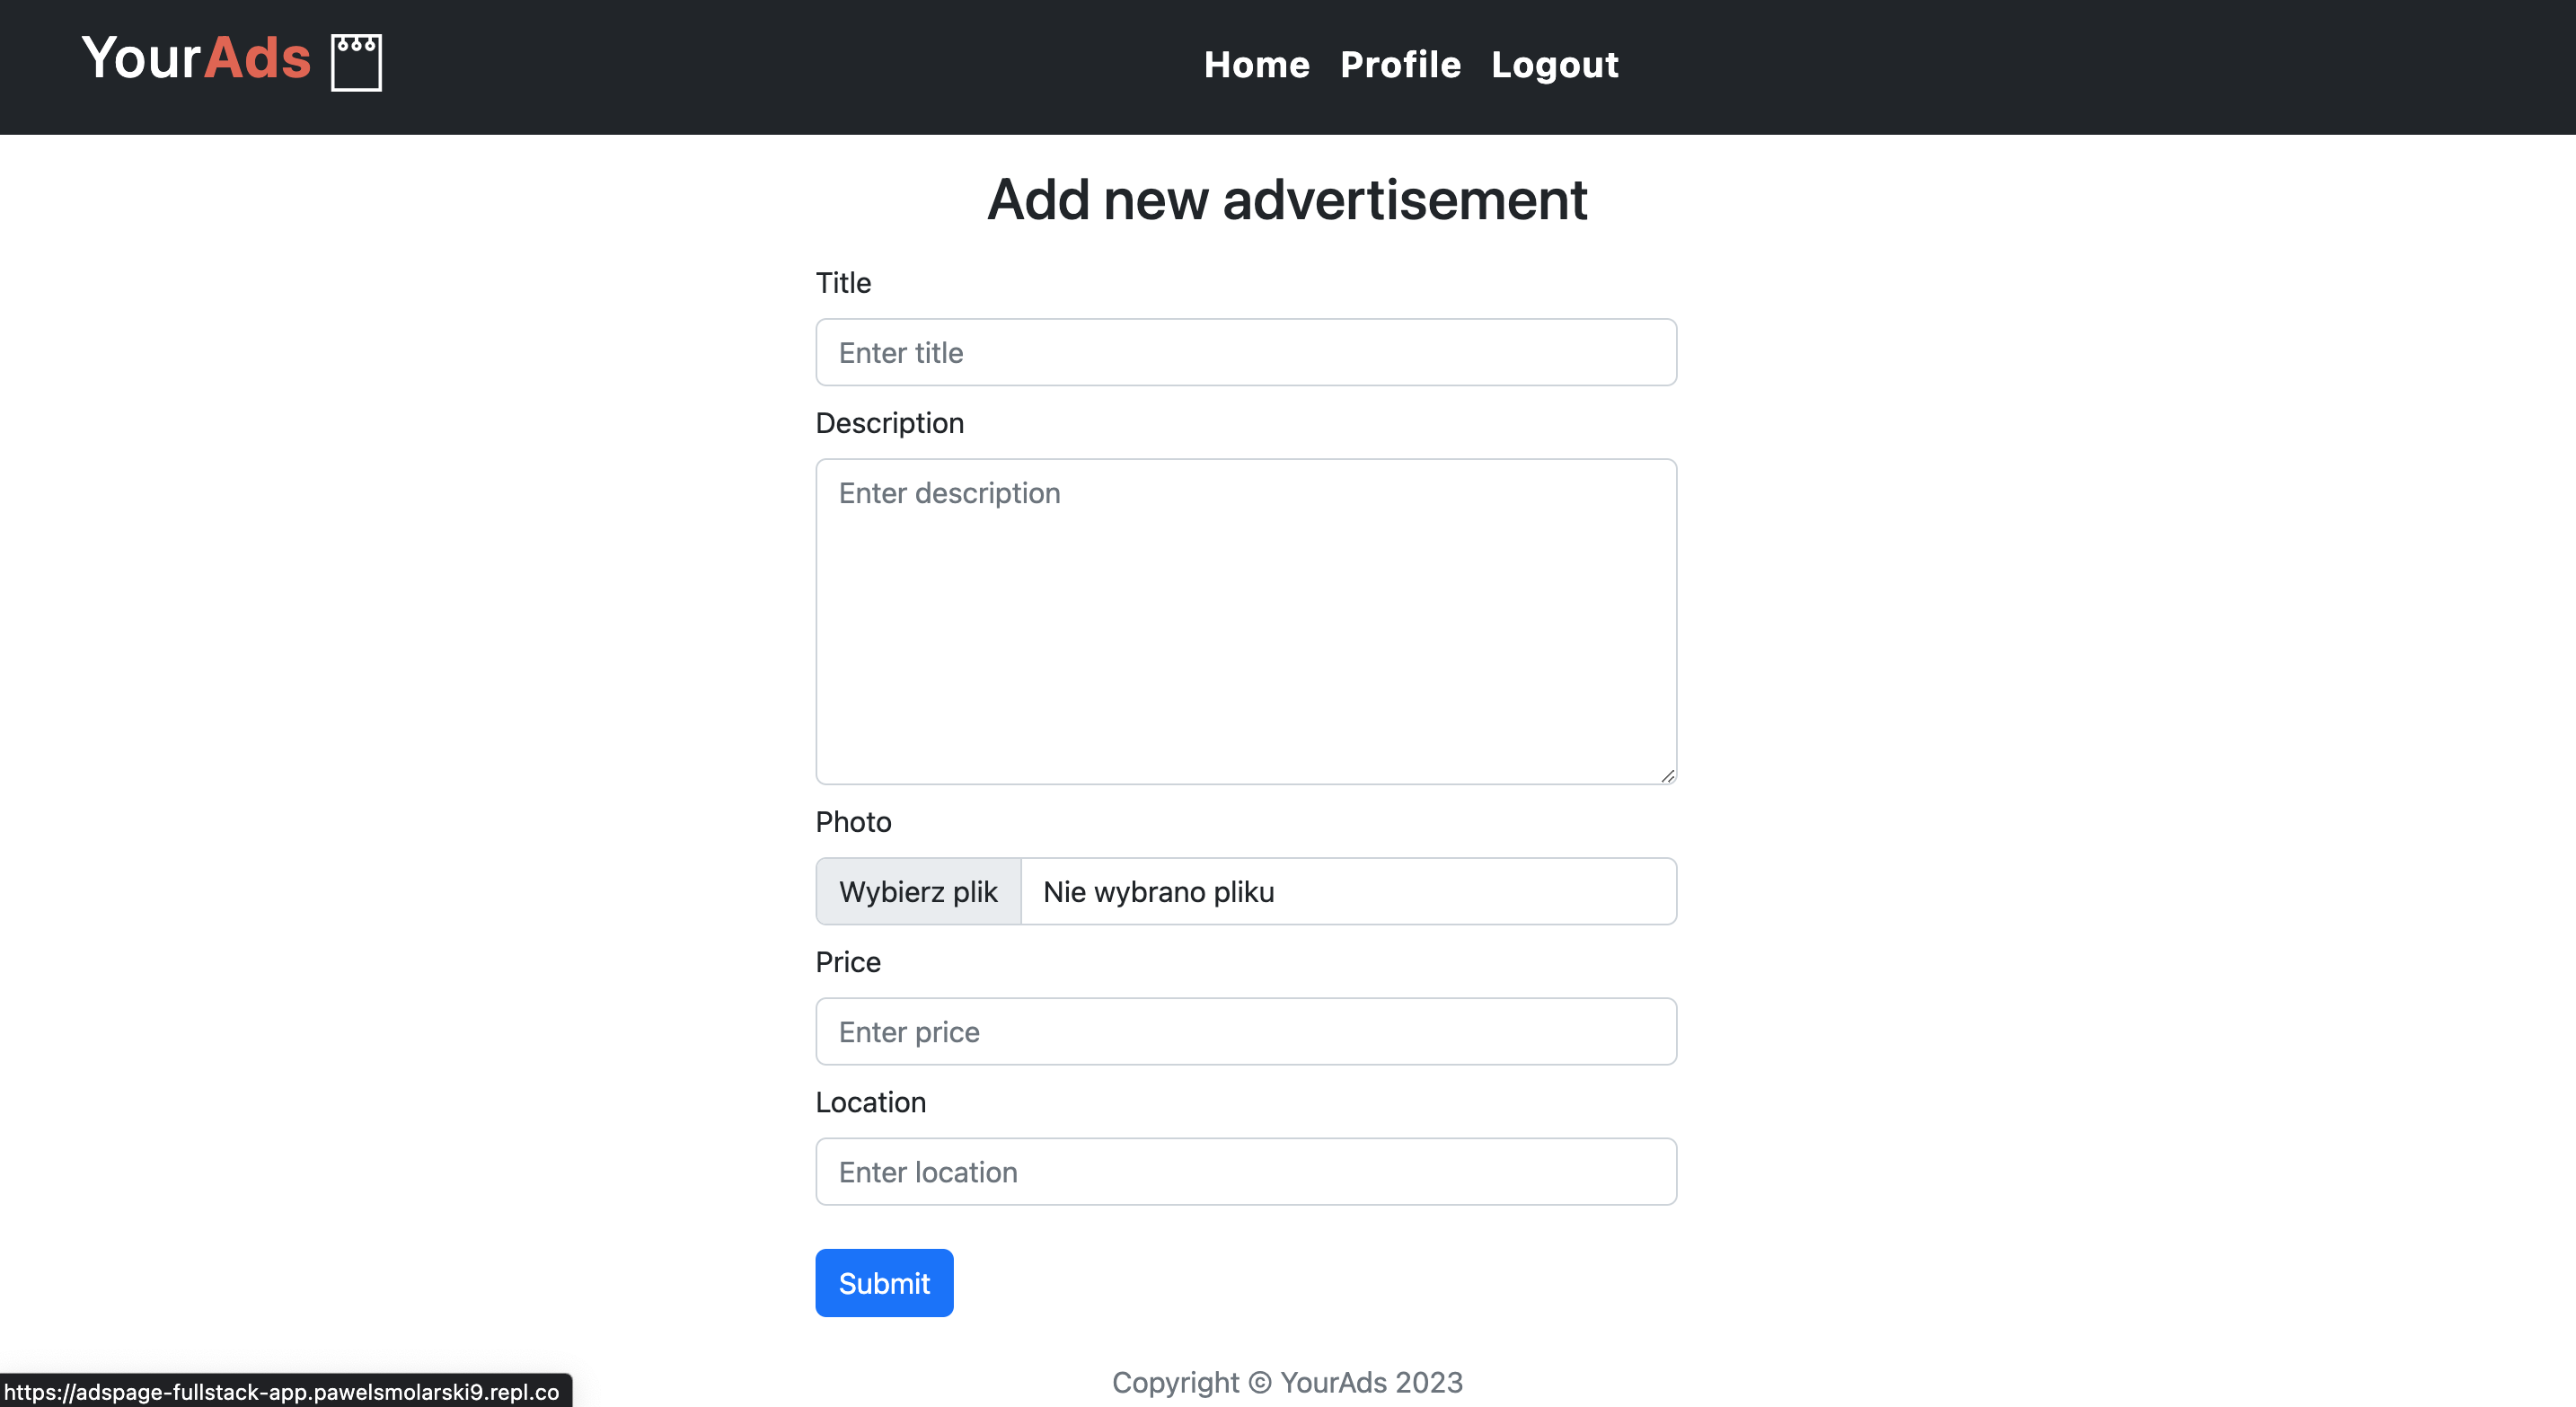 YourAds
Home Profile Logout
Add new advertisement
Title
Enter title
Description
Enter description
Photo
Wybierz plik Nie wybrano pliku
Price
Enter price
Location
Enter location
Submit
Copyright © YourAds 2023
https://adspage-fullstack-app.pawelsmolarski9.repl.co